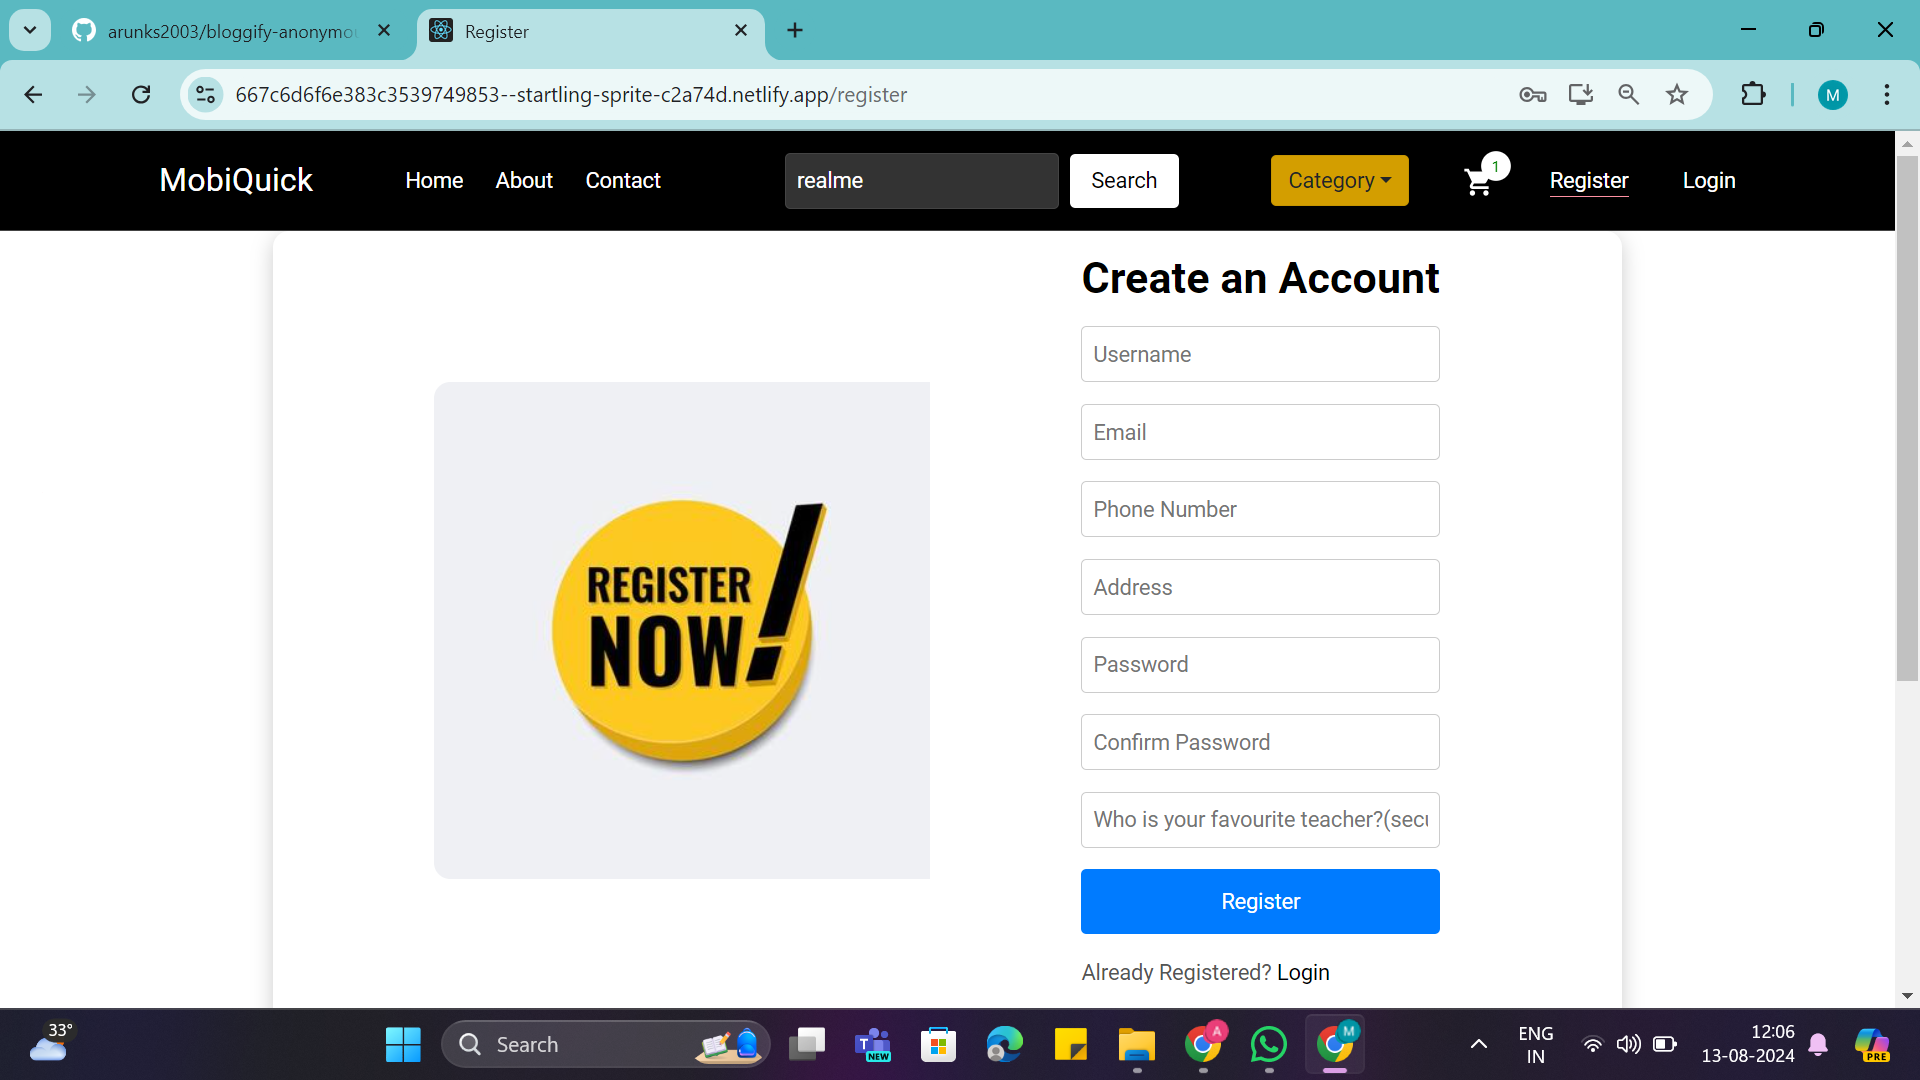 arunks2003/bloggify-anonymou
Register
667c6d6f6e383c3539749853--startling-sprite-c2a74d.netlify.app/register
M
MobiQuick
Home
About
Contact
realme
Search
Category
1
Register
Login
Create an Account
Username
Email
Phone Number
Address
Password
Confirm Password
Who is your favourite teacher?(secu
REGISTER
NOW!
Register
Already Registered? Login
33°
Search
T
NEW
A
M
ENG
IN
12:06
13-08-2024
PRE